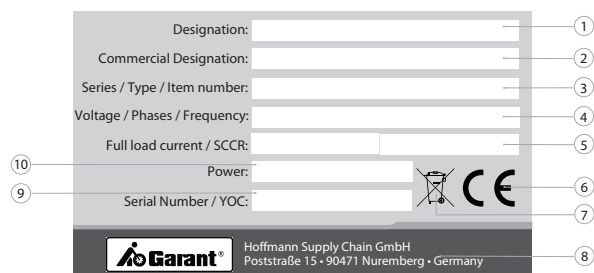 Designation:
1
Commercial Designation:
2
Series / Type / Item number:
3
Voltage / Phases / Frequency:
4
Full load current / SCCR:
5
10
Power:
6
9
Serial Number / YOC:
7
CE
Garant®
Hoffmann Supply Chain GmbH
Poststraße 15 • 90471 Nuremberg • Germany
8